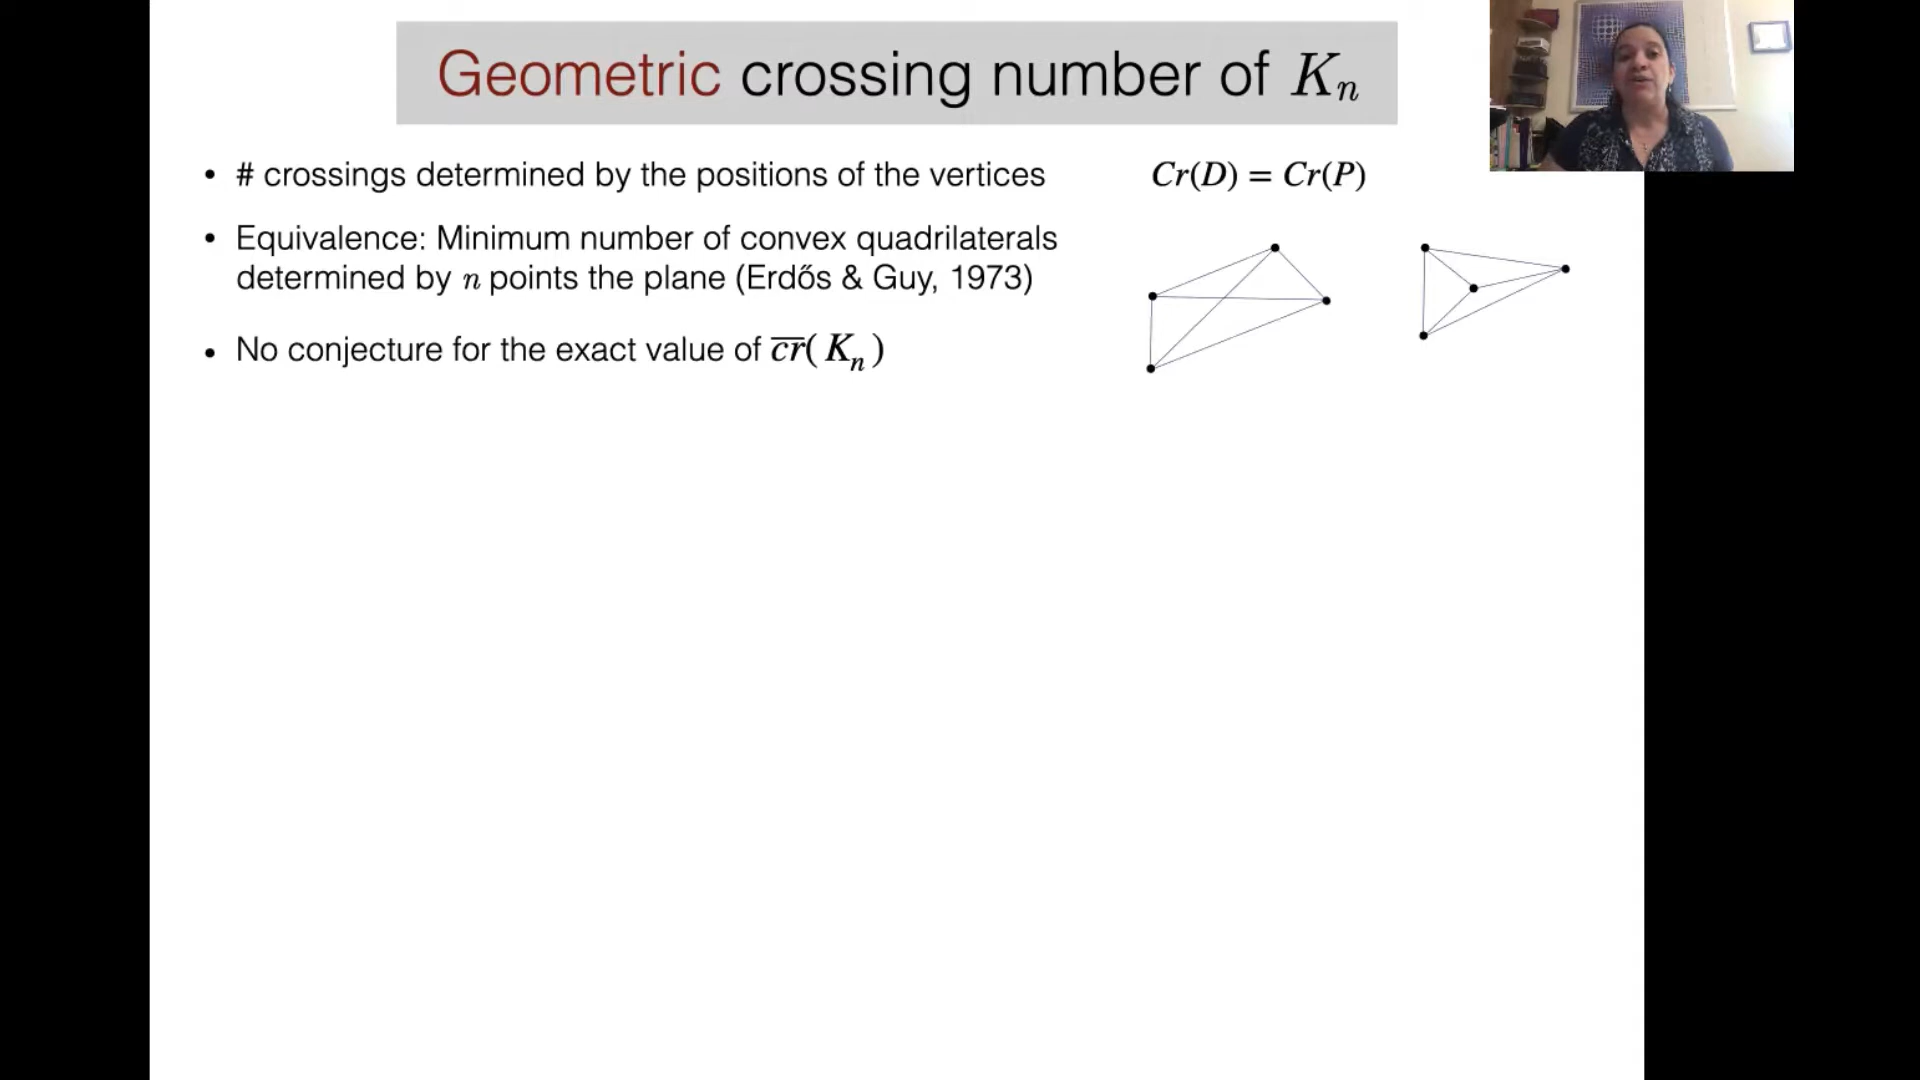 Geometric crossing number of Kₙ
• # crossings determined by the positions of the vertices
Cr(D) = Cr(P)
• Equivalence: Minimum number of convex quadrilaterals
determined by n points the plane (Erdős & Guy, 1973)
• No conjecture for the exact value of c̅r̅(Kₙ)